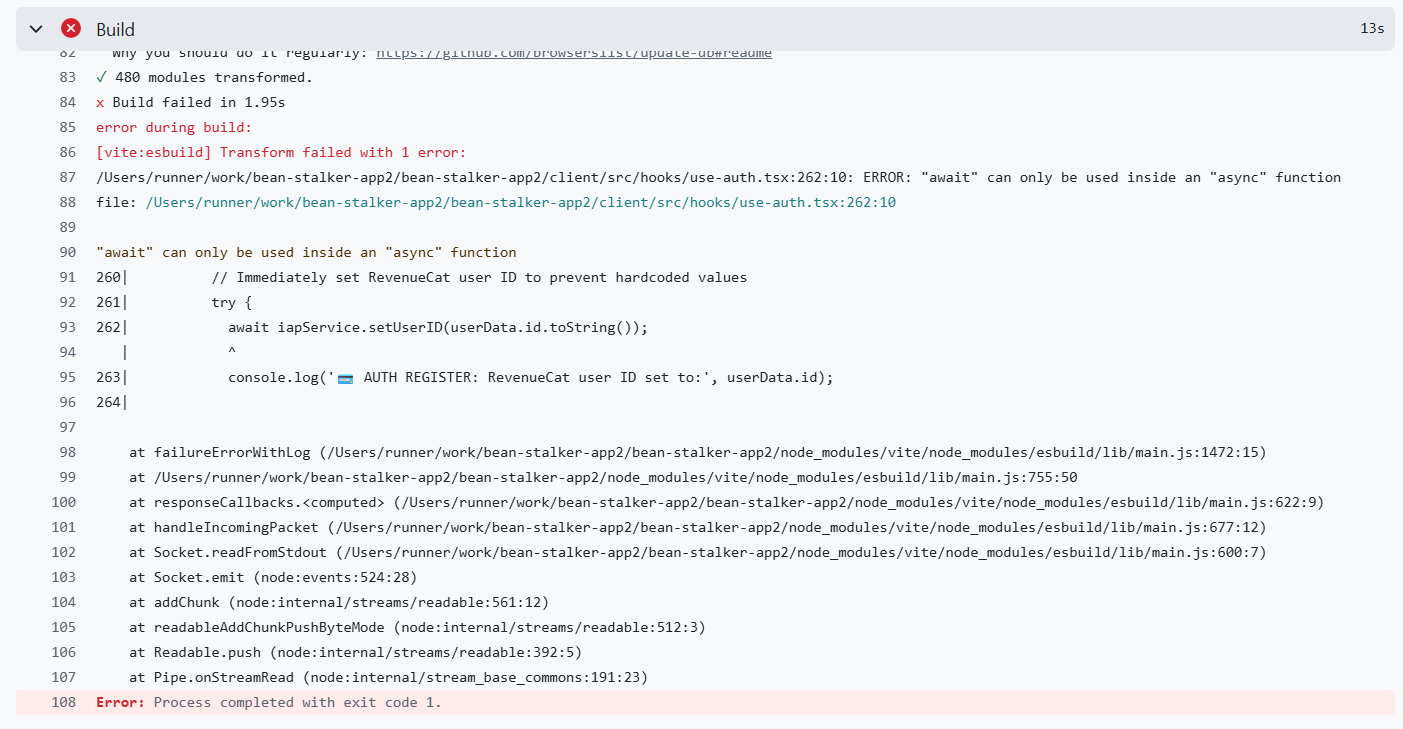 Build
13s
82 Why you should do it regularly: https://github.com/browserslist/update-db#readme
83 ✓ 480 modules transformed.
84 x Build failed in 1.95s
85 error during build:
86 [vite:esbuild] Transform failed with 1 error:
87 /Users/runner/work/bean-stalker-app2/bean-stalker-app2/client/src/hooks/use-auth.tsx:262:10: ERROR: "await" can only be used inside an "async" function
88 file: /Users/runner/work/bean-stalker-app2/bean-stalker-app2/client/src/hooks/use-auth.tsx:262:10
89
90 "await" can only be used inside an "async" function
91 260|          // Immediately set RevenueCat user ID to prevent hardcoded values
92 261|          try {
93 262|            await iapService.setUserID(userData.id.toString());
94    |            ^
95 263|            console.log('💳 AUTH REGISTER: RevenueCat user ID set to:', userData.id);
96 264|
97
98     at failureErrorWithLog (/Users/runner/work/bean-stalker-app2/bean-stalker-app2/node_modules/vite/node_modules/esbuild/lib/main.js:1472:15)
99     at /Users/runner/work/bean-stalker-app2/bean-stalker-app2/node_modules/vite/node_modules/esbuild/lib/main.js:755:50
100     at responseCallbacks.<computed> (/Users/runner/work/bean-stalker-app2/bean-stalker-app2/node_modules/vite/node_modules/esbuild/lib/main.js:622:9)
101     at handleIncomingPacket (/Users/runner/work/bean-stalker-app2/bean-stalker-app2/node_modules/vite/node_modules/esbuild/lib/main.js:677:12)
102     at Socket.readFromStdout (/Users/runner/work/bean-stalker-app2/bean-stalker-app2/node_modules/vite/node_modules/esbuild/lib/main.js:600:7)
103     at Socket.emit (node:events:524:28)
104     at addChunk (node:internal/streams/readable:561:12)
105     at readableAddChunkPushByteMode (node:internal/streams/readable:512:3)
106     at Readable.push (node:internal/streams/readable:392:5)
107     at Pipe.onStreamRead (node:internal/stream_base_commons:191:23)
108 Error: Process completed with exit code 1.